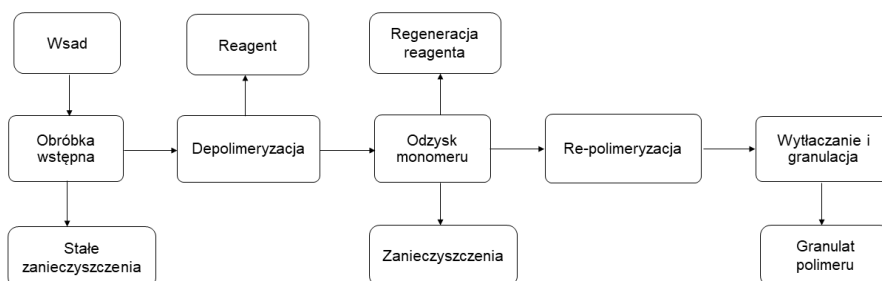 Wsad
Reagent
Regeneracja
reagenta
Obróbka
wstępna
Depolimeryzacja
Odzysk
monomeru
Re-polimeryzacja
Wytłaczanie i
granulacja
Stałe
zanieczyszczenia
Zanieczyszczenia
Granulat
polimeru